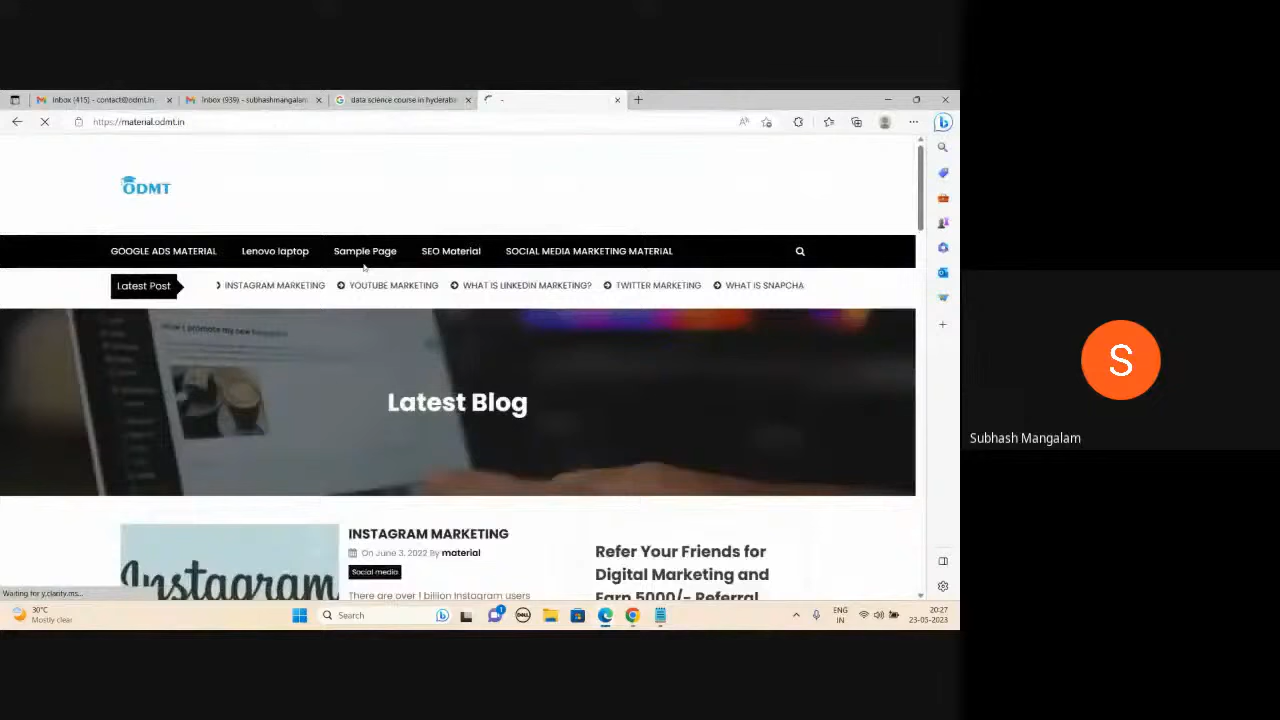 Inbox (415) - contact@odmt.in
Inbox (939) - subhashmangalam
data science course in hyderaba
https://material.odmt.in
ODMT
GOOGLE ADS MATERIAL
Lenovo laptop
Sample Page
SEO Material
SOCIAL MEDIA MARKETING MATERIAL
Latest Post
INSTAGRAM MARKETING
YOUTUBE MARKETING
WHAT IS LINKEDIN MARKETING?
TWITTER MARKETING
WHAT IS SNAPCHA
Latest Blog
Instagram
INSTAGRAM MARKETING
On June 3, 2022 By material
Social media
There are over 1 billion Instagram users
Refer Your Friends for
Digital Marketing and
Earn 5000/- Referral
Waiting for y.clarity.ms...
30°C
Mostly clear
Search
ENG
IN
20:27
23-05-2023
S
Subhash Mangalam